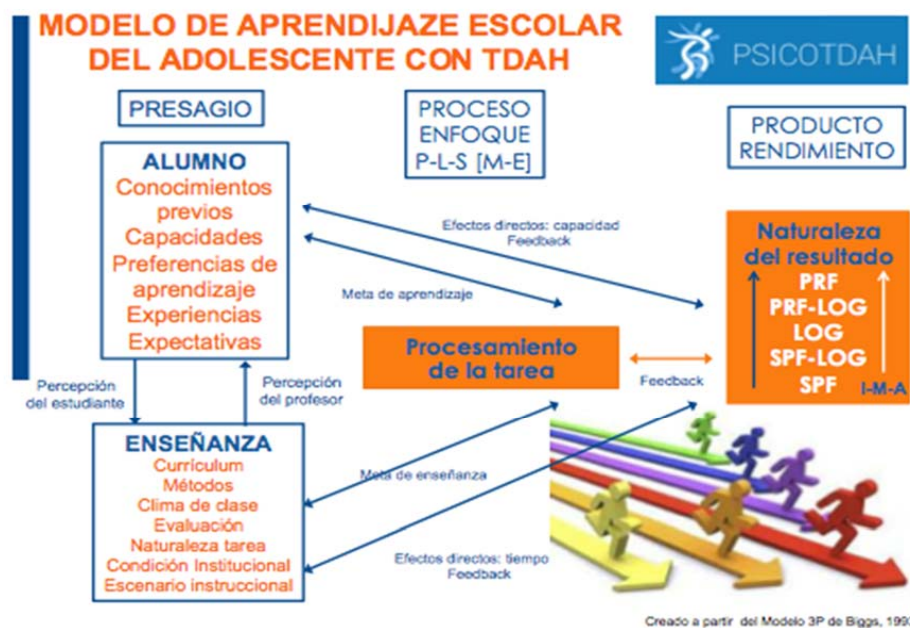 MODELO DE APRENDIJAZE ESCOLAR
DEL ADOLESCENTE CON TDAH
PSICOTDAH
PRESAGIO
PROCESO
ENFOQUE
P-L-S [M-E]
PRODUCTO
RENDIMIENTO
ALUMNO
Conocimientos
previos
Capacidades
Preferencias de
aprendizaje
Experiencias
Expectativas
Efectos directos: capacidad
Feedback
Meta de aprendizaje
Naturaleza
del resultado
PRF
PRF-LOG
LOG
SPF-LOG
SPF
I-M-A
Procesamiento
de la tarea
Feedback
Percepción
del estudiante
Percepción
del profesor
ENSEÑANZA
Currículum
Métodos
Clima de clase
Evaluación
Naturaleza tarea
Condición Institucional
Escenario instruccional
Meta de enseñanza
Efectos directos: tiempo
Feedback
Creado a partir del Modelo 3P de Biggs,